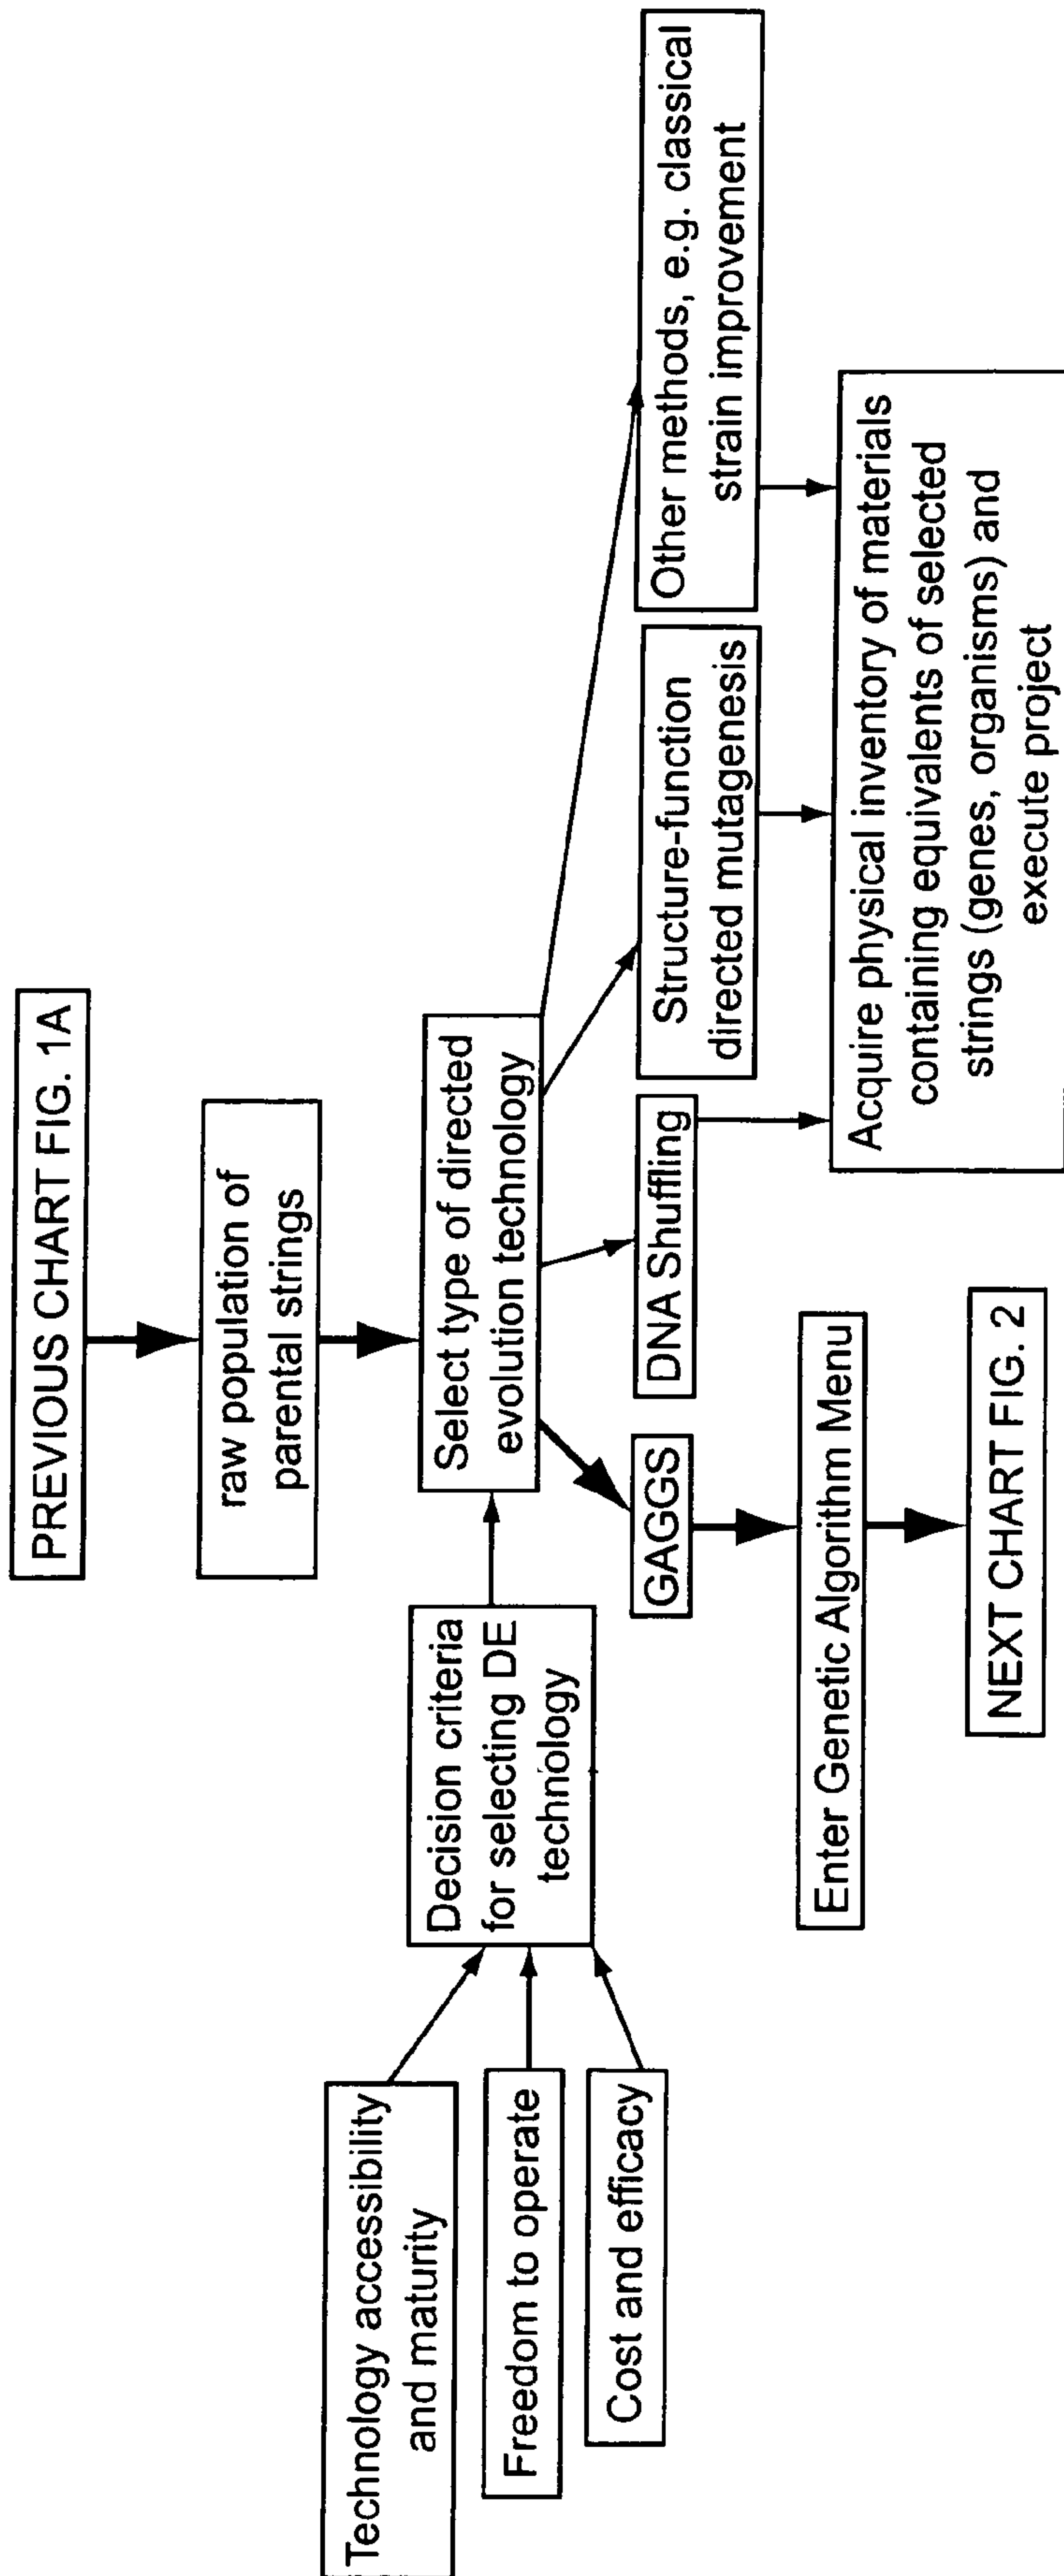 PREVIOUS CHART FIG. 1A
raw population of
parental strings
Technology accessibility
and maturity
Freedom to operate
Cost and efficacy
Decision criteria
for selecting DE
technology
Select type of directed
evolution technology
GAGGS
DNA Shuffling
Structure-function
directed mutagenesis
Other methods, e.g. classical
strain improvement
Enter Genetic Algorithm Menu
Acquire physical inventory of materials
containing equivalents of selected
strings (genes, organisms) and
execute project
NEXT CHART FIG. 2